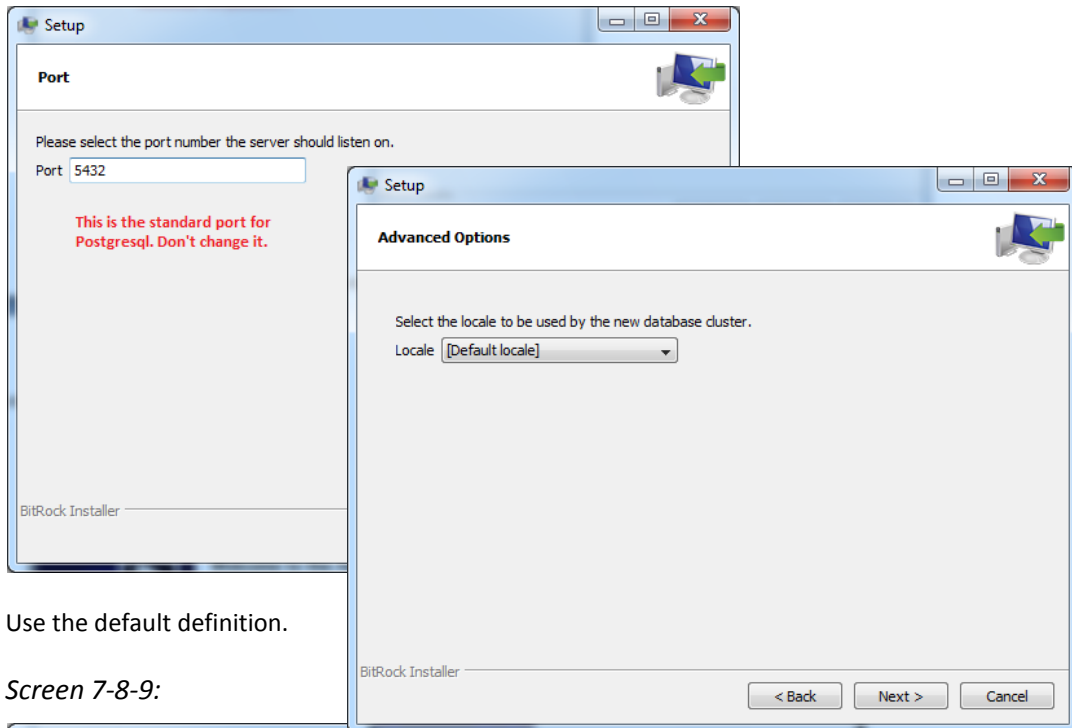 Setup
Port
Please select the port number the server should listen on.
Port 5432
This is the standard port for
Postgresql. Don't change it.
BitRock Installer
Setup
Advanced Options
Select the locale to be used by the new database cluster.
Locale [Default locale]
BitRock Installer
< Back Next > Cancel
Use the default definition.
Screen 7-8-9: